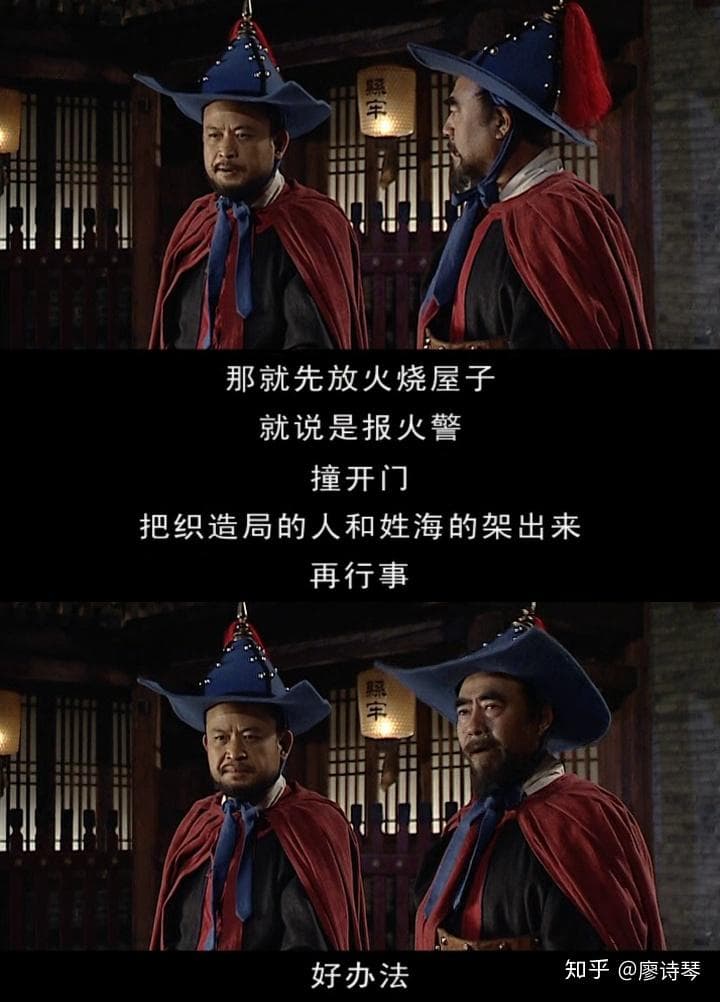 縣牢
那就先放火烧屋子
就说是报火警
撞开门
把织造局的人和姓海的架出来
再行事
縣牢
好办法
知乎 @廖诗琴